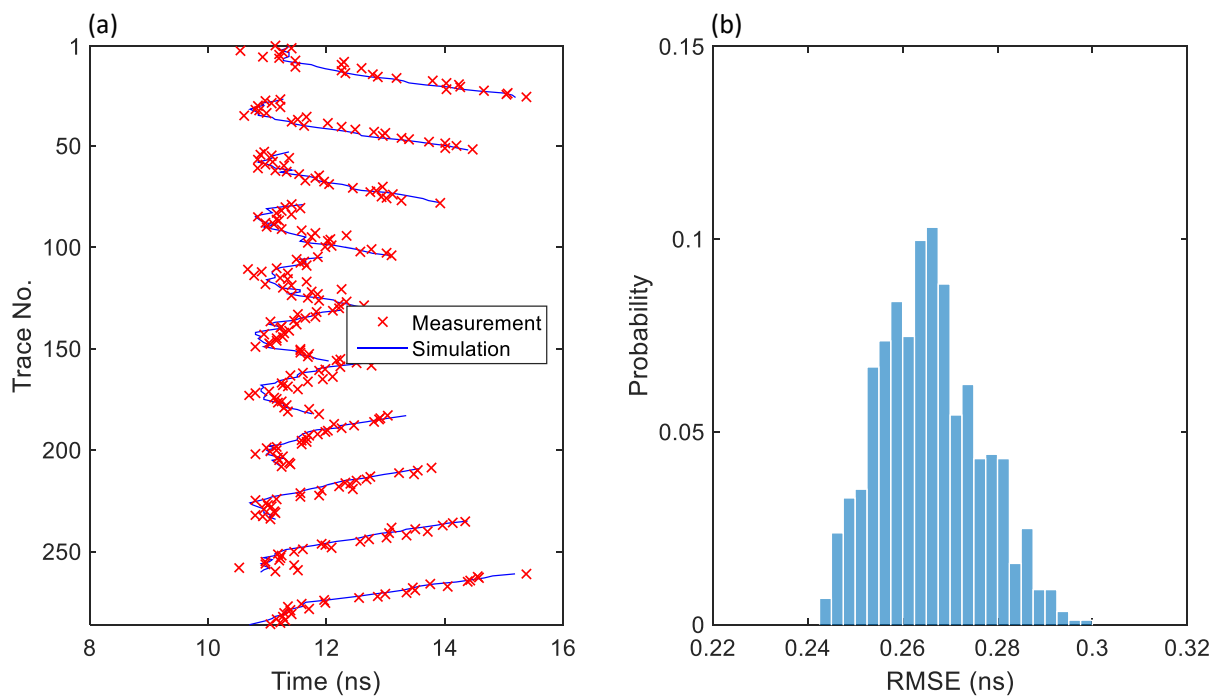 (a)
1
50
100
150
200
250
Trace No.
8
10
12
14
16
Time (ns)
Measurement
Simulation
(b)
0.15
0.1
0.05
0
Probability
0.22
0.24
0.26
0.28
0.3
0.32
RMSE (ns)